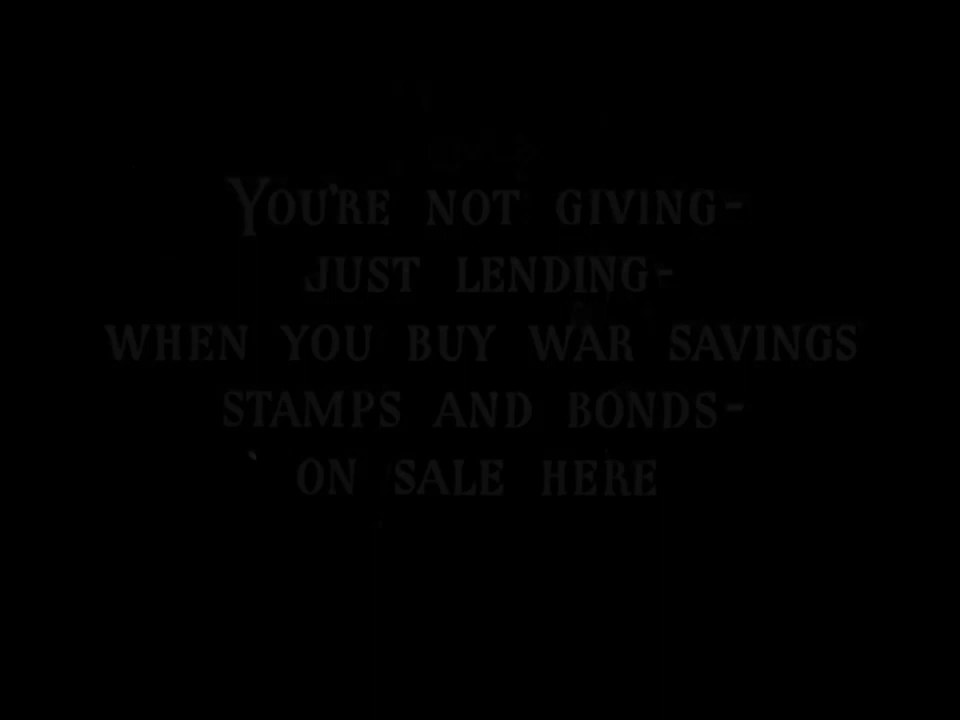 YOU'RE NOT GIVING-
JUST LENDING-
WHEN YOU BUY WAR SAVINGS
STAMPS AND BONDS-
ON SALE HERE